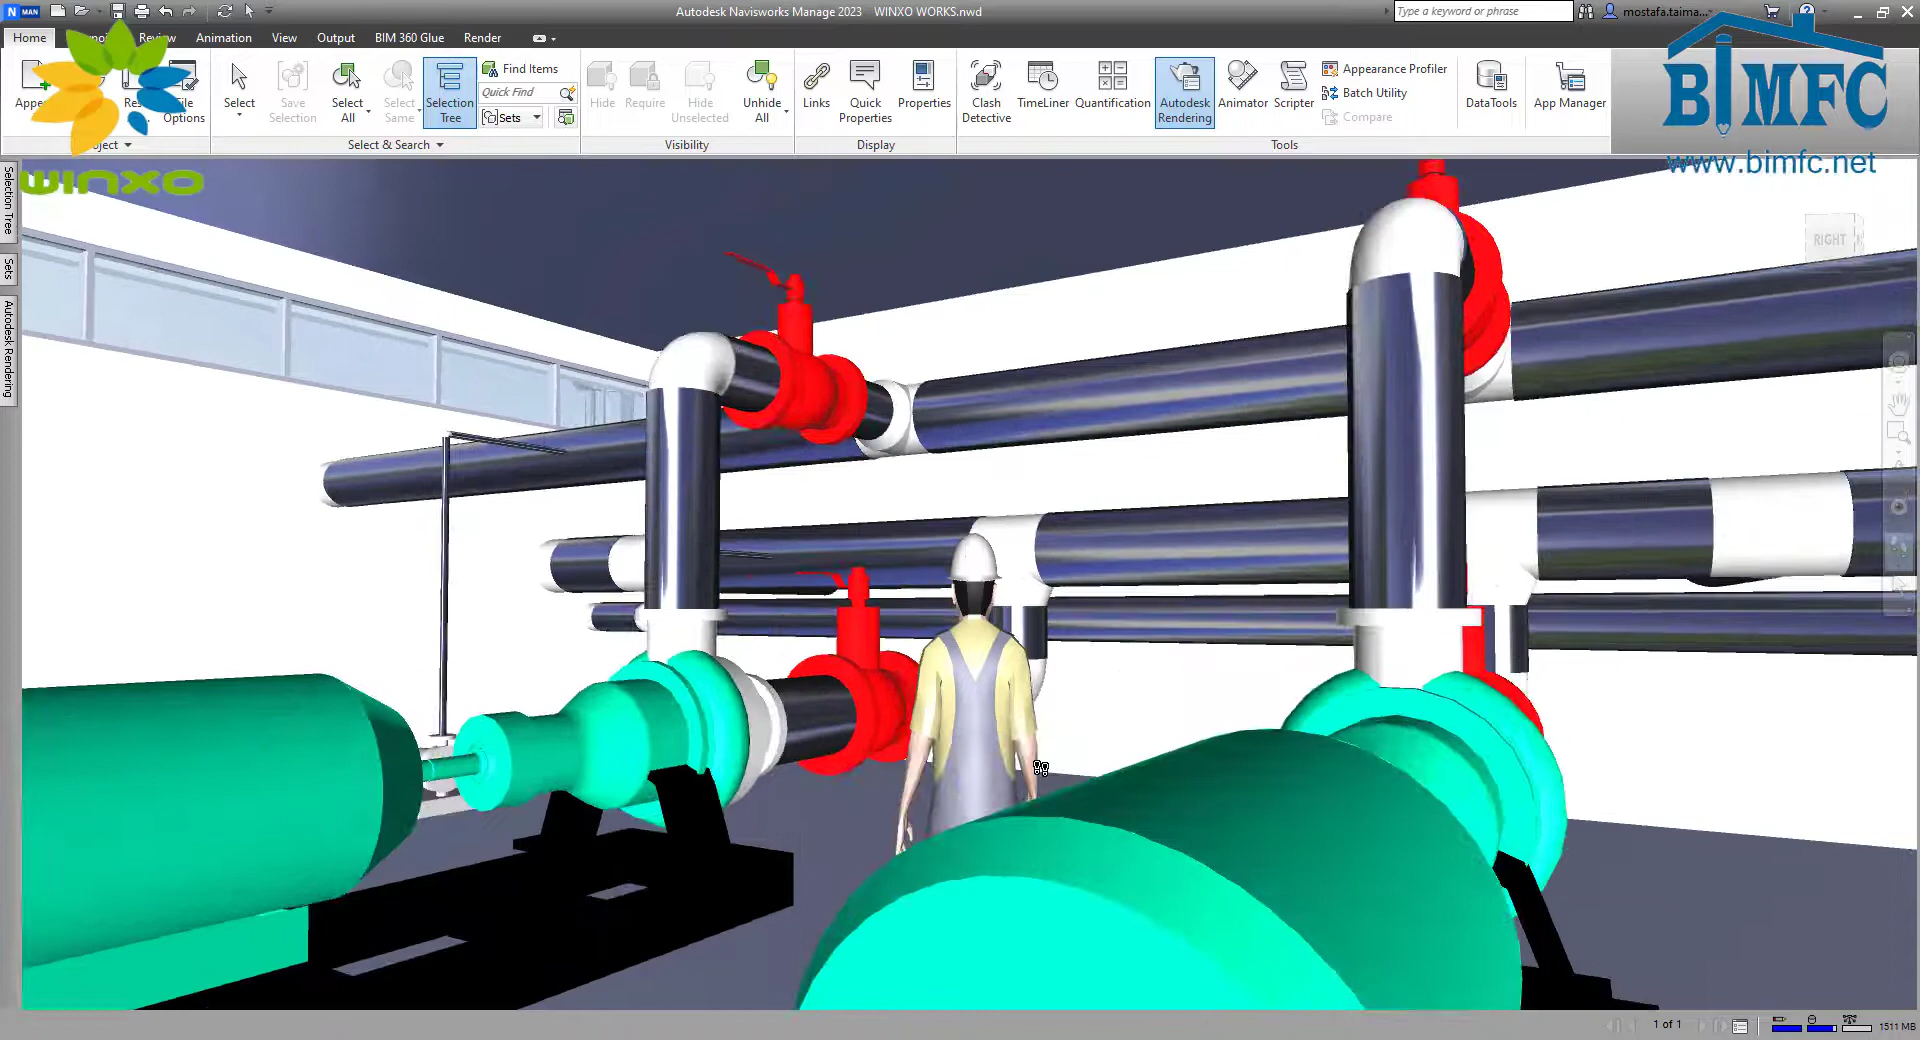 N MAN
Autodesk Navisworks Manage 2023 WINXO WORKS.nwd
Type a keyword or phrase
mostafa.taima...
Home
Review
Animation
View
Output
BIM 360 Glue
Render
Select
Save Selection
Select All
Select Same
Selection Tree
Find Items
Quick Find
Sets
Hide
Require
Hide Unselected
Unhide All
Links
Quick Properties
Properties
Clash Detective
TimeLiner
Quantification
Autodesk Rendering
Animator
Scripter
Appearance Profiler
Batch Utility
Compare
DataTools
App Manager
Options
Select & Search
Visibility
Display
Tools
WINXO
BIMFC
www.bimfc.net
Selection Tree
Sets
Autodesk Rendering
RIGHT
1 of 1
1511 MB